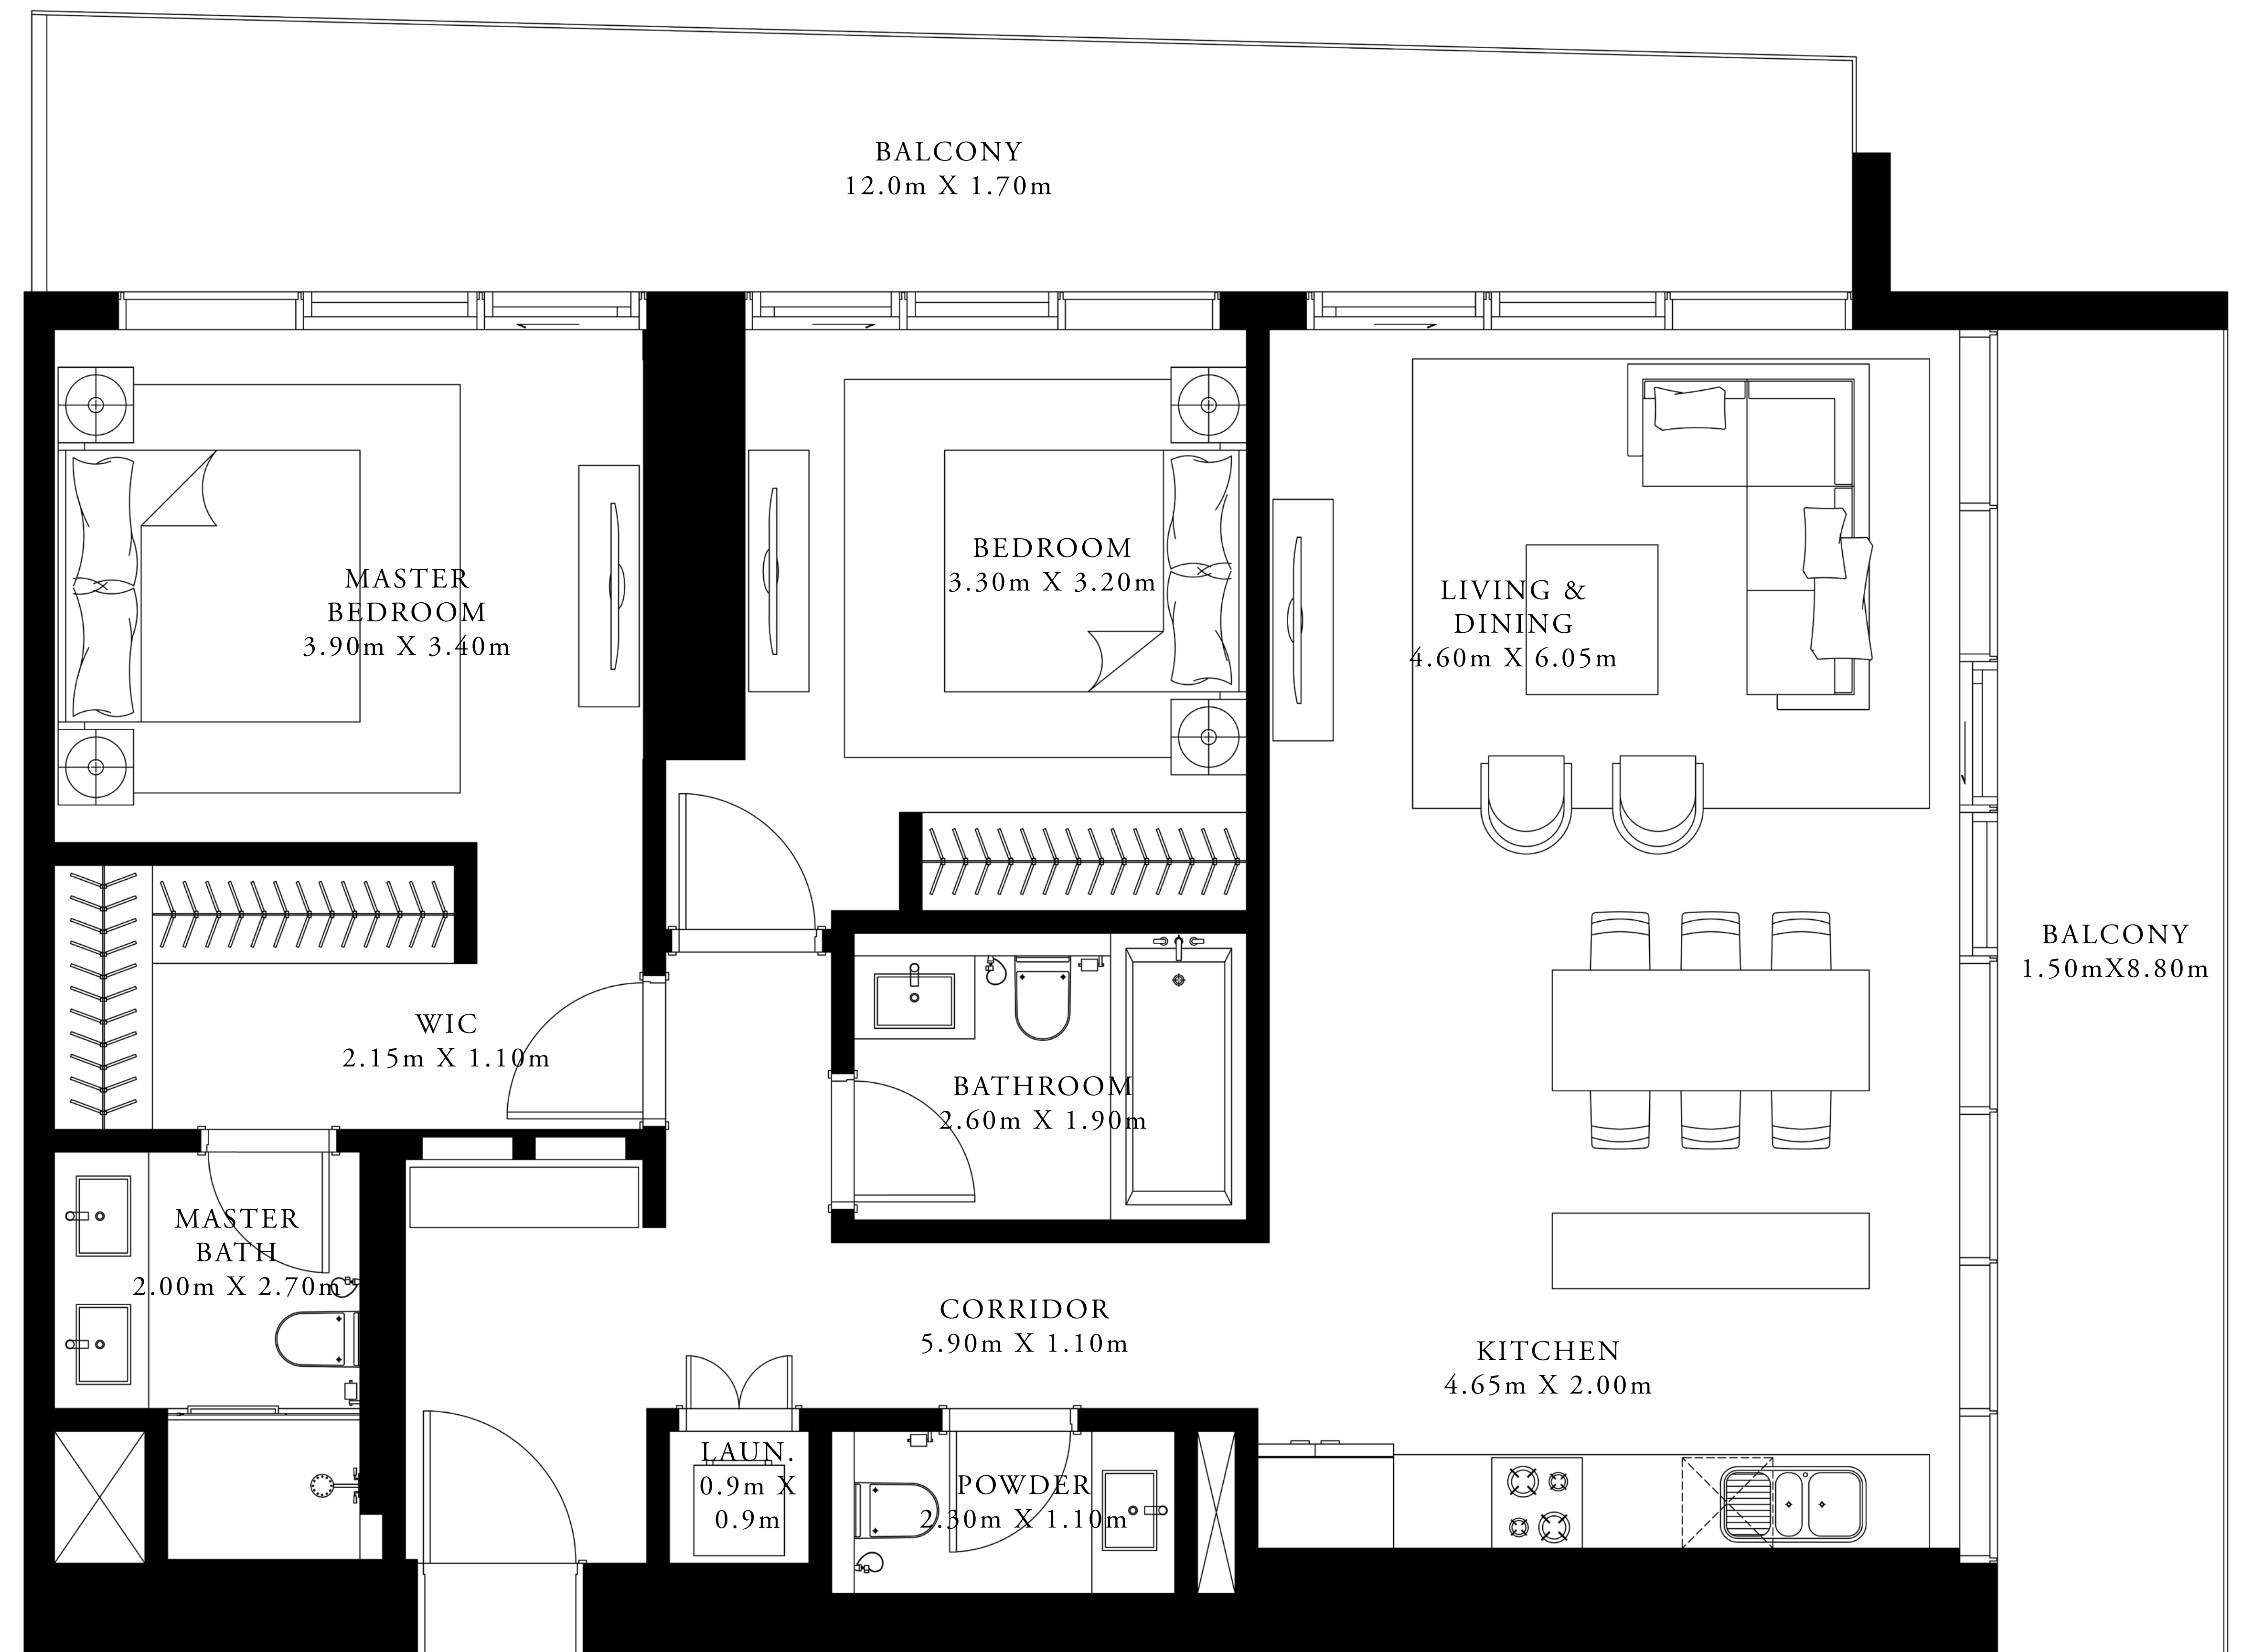 BALCONY
12.0m X 1.70m
MASTER
BEDROOM
3.90m X 3.40m
BEDROOM
3.30m X 3.20m
LIVING &
DINING
4.60m X 6.05m
BALCONY
1.50mX8.80m
WIC
2.15m X 1.10m
BATHROOM
2.60m X 1.90m
MASTER
BATH
2.00m X 2.70m
CORRIDOR
5.90m X 1.10m
KITCHEN
4.65m X 2.00m
LAUN.
0.9m X
0.9m
POWDER
2.30m X 1.10m